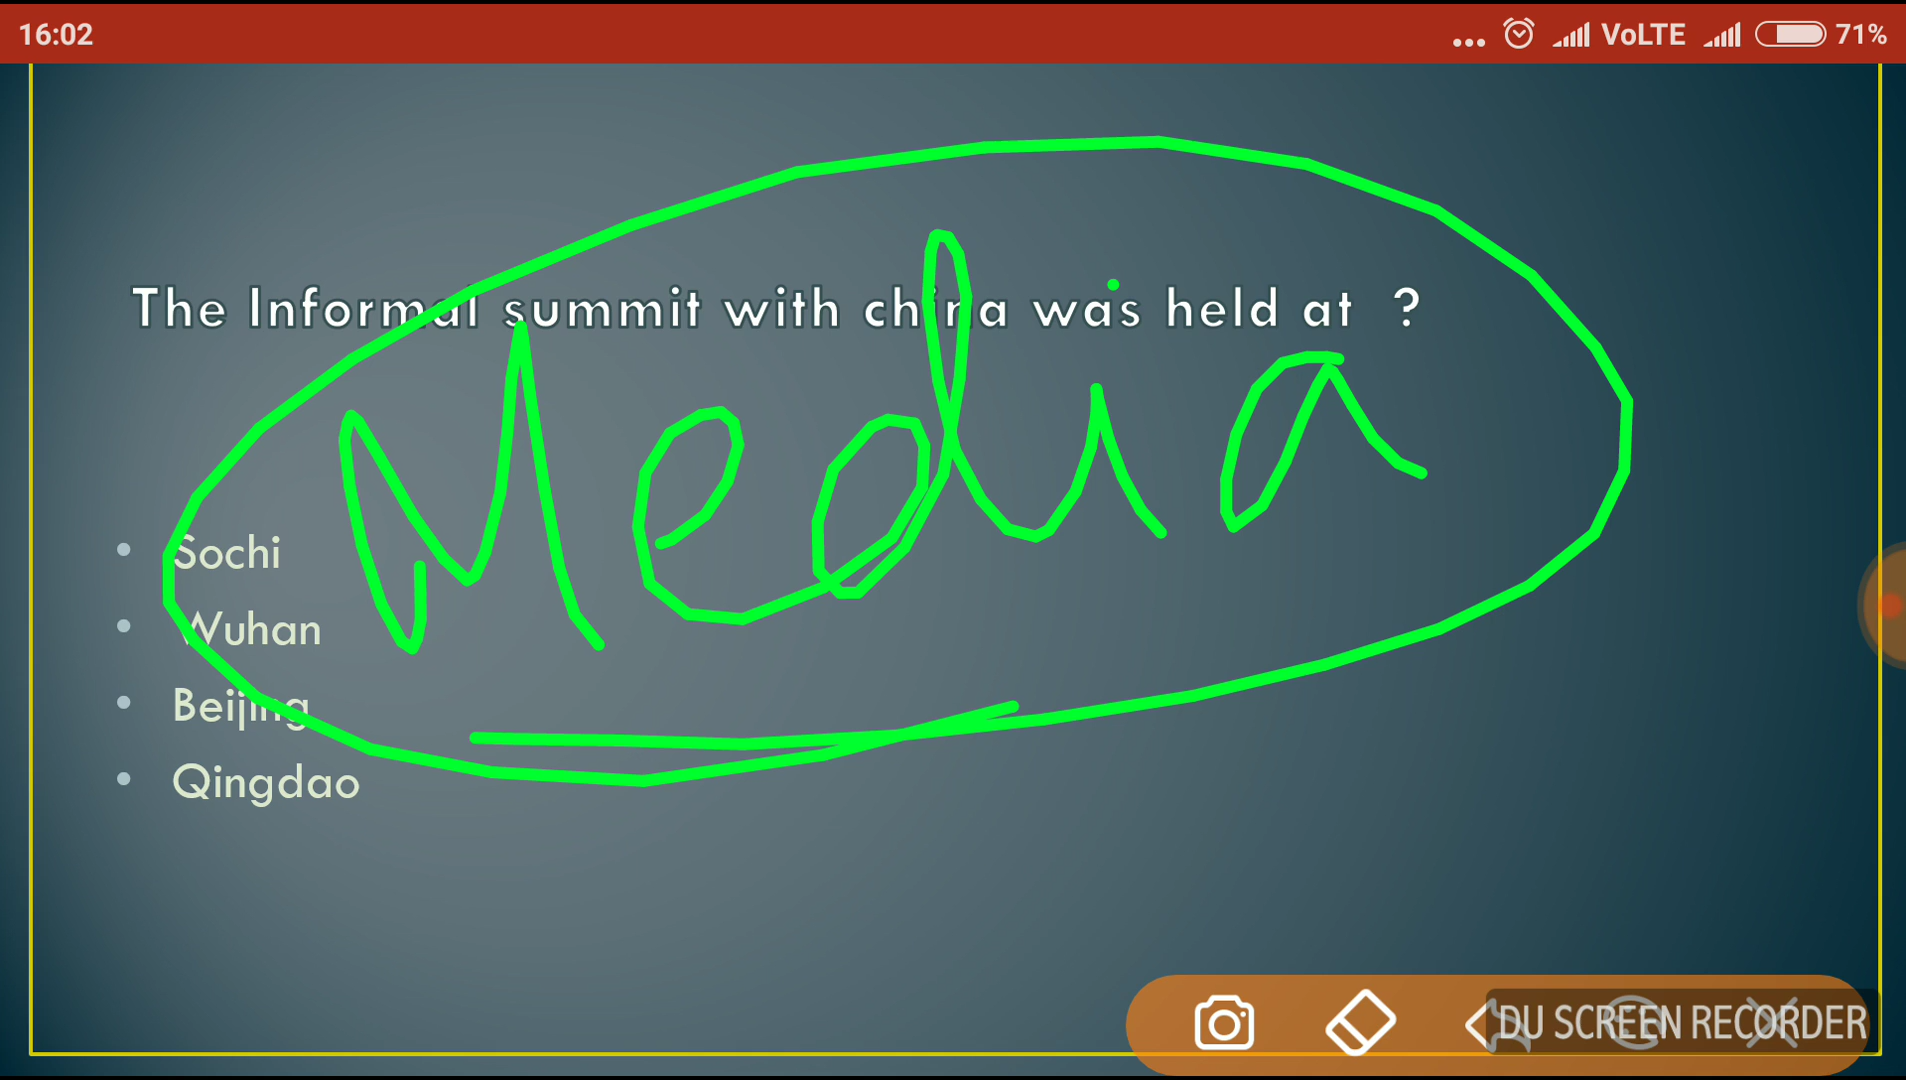 16:02 ... VoLTE 71%
The Informal summit with china was held at ?
Media
• Sochi
• Wuhan
• Beijing
• Qingdao
DU SCREEN RECORDER